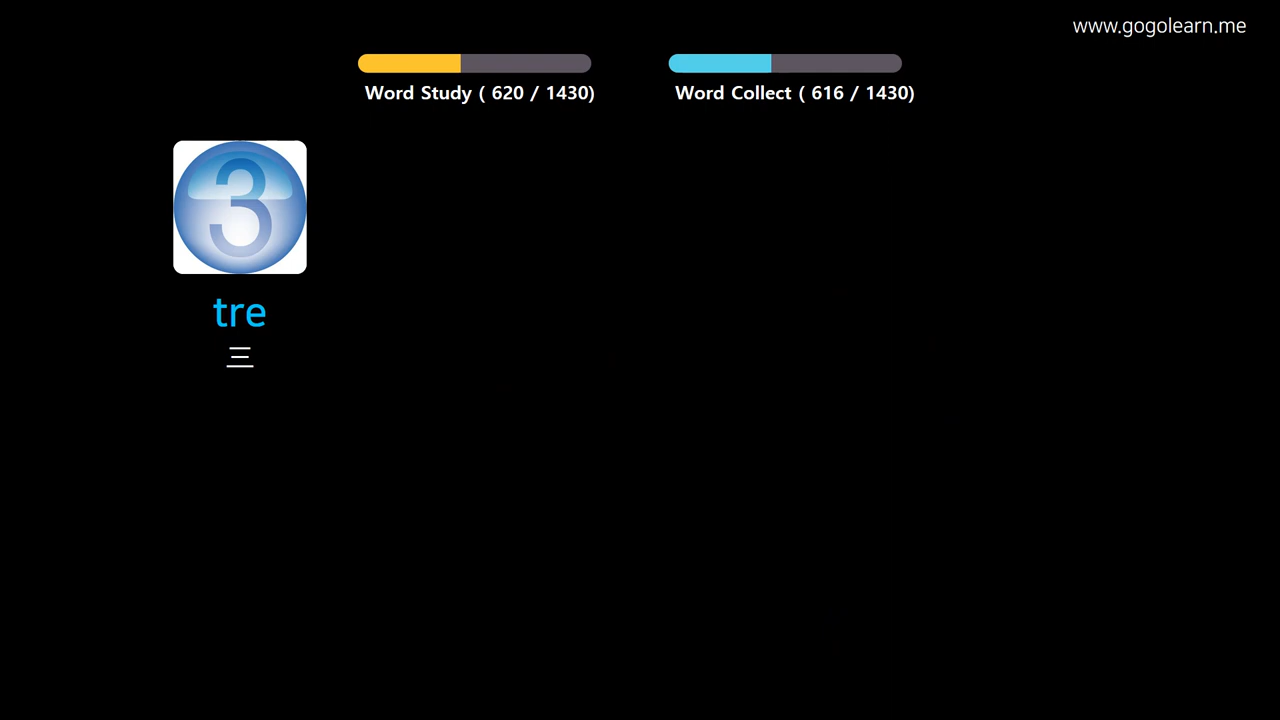 www.gogolearn.me
Word Study ( 620 / 1430)
Word Collect ( 616 / 1430)
3
tre
三